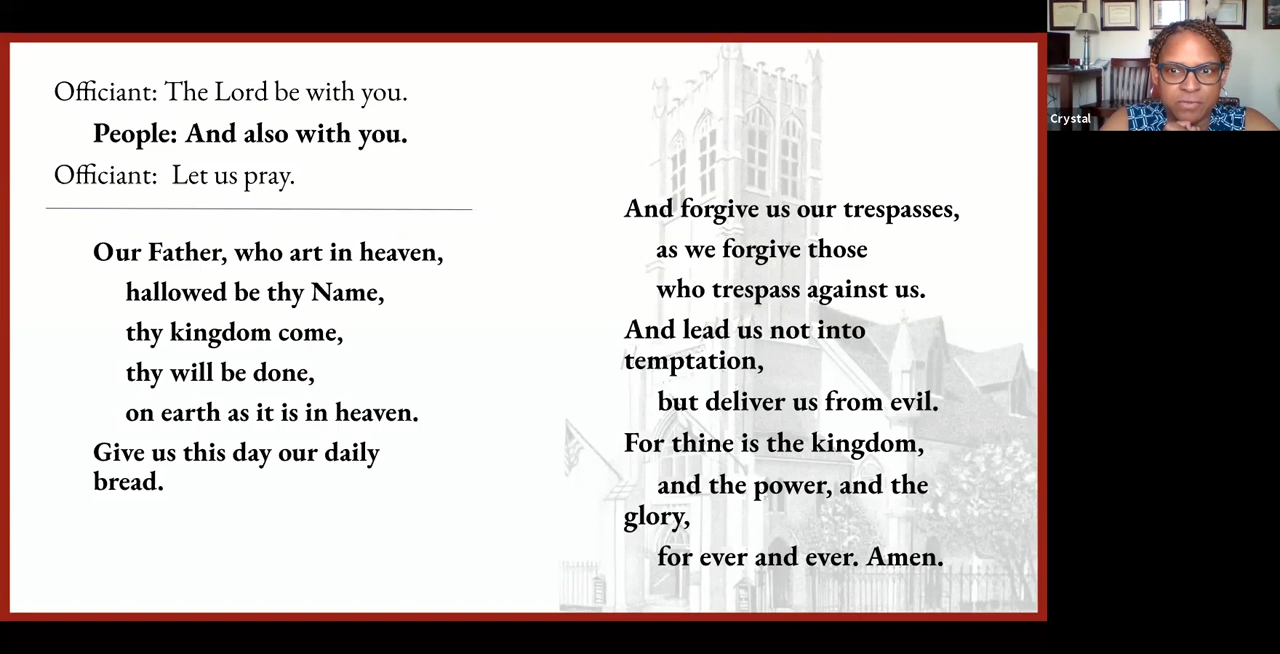 Officiant: The Lord be with you.
People: And also with you.
Officiant: Let us pray.
Our Father, who art in heaven,
hallowed be thy Name,
thy kingdom come,
thy will be done,
on earth as it is in heaven.
Give us this day our daily
bread.
And forgive us our trespasses,
as we forgive those
who trespass against us.
And lead us not into
temptation,
but deliver us from evil.
For thine is the kingdom,
and the power, and the
glory,
for ever and ever. Amen.
Crystal